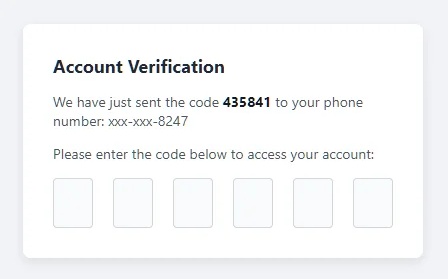 Account Verification
We have just sent the code 435841 to your phone
number: xxx-xxx-8247
Please enter the code below to access your account: